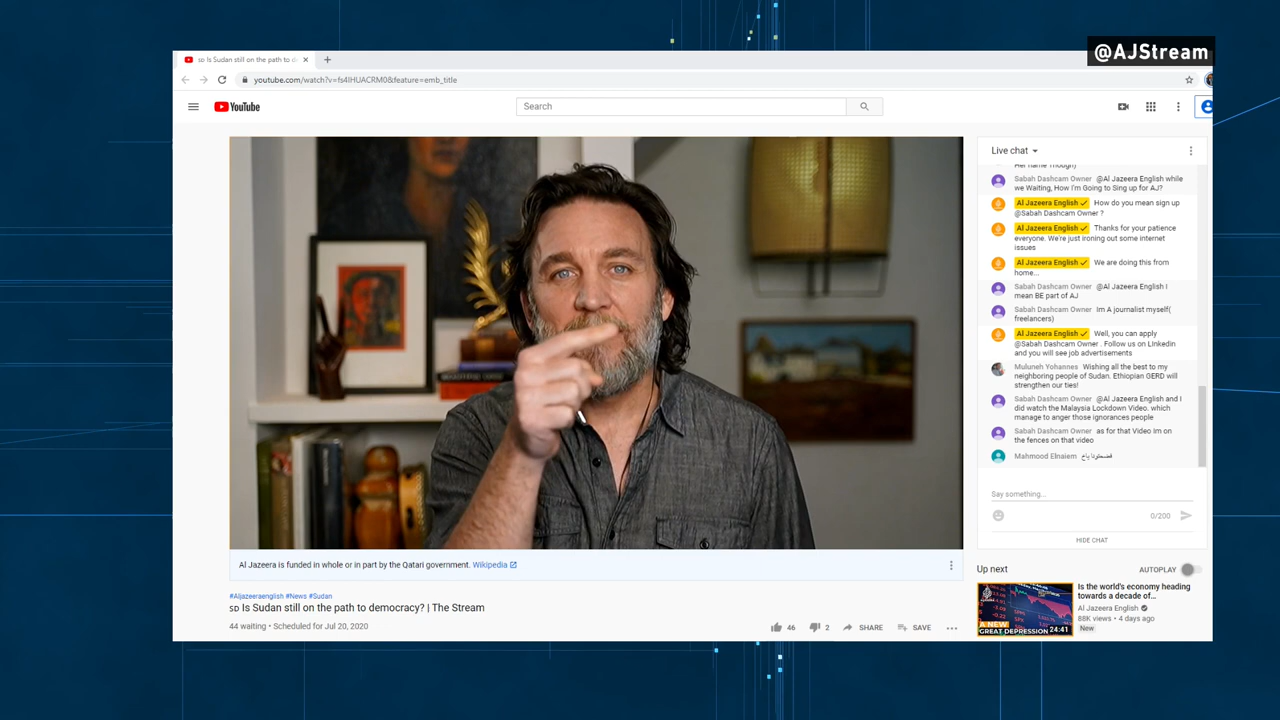 @AJStream
SD Is Sudan still on the path to d
youtube.com/watch?v=fs4IHUACRM0&feature=emb_title
YouTube
Search
Live chat
Her name Though)
Sabah Dashcam Owner @Al Jazeera English while
we Waiting, How I'm Going to Sing up for AJ?
Al Jazeera English How do you mean sign up
@Sabah Dashcam Owner ?
Al Jazeera English Thanks for your patience
everyone. We're just ironing out some internet
issues
Al Jazeera English We are doing this from
home...
Sabah Dashcam Owner @Al Jazeera English I
mean BE part of AJ
Sabah Dashcam Owner Im A journalist myself(
freelancers)
Al Jazeera English Well, you can apply
@Sabah Dashcam Owner . Follow us on LInkedin
and you will see job advertisements
Muluneh Yohannes Wishing all the best to my
neighboring people of Sudan. Ethiopian GERD will
strengthen our ties!
Sabah Dashcam Owner @Al Jazeera English and I
did watch the Malaysia Lockdown Video, which
manage to anger those ignorances people
Sabah Dashcam Owner as for that Video Im on
the fences on that video
Mahmood Elnaiem فضحتونا ياخ
Say something...
0/200
HIDE CHAT
Al Jazeera is funded in whole or in part by the Qatari government. Wikipedia
#Aljazeeraenglish #News #Sudan
SD Is Sudan still on the path to democracy? | The Stream
44 waiting • Scheduled for Jul 20, 2020
46
2
SHARE
SAVE
Up next
AUTOPLAY
A NEW
GREAT DEPRESSION
24:41
Is the world's economy heading
towards a decade of...
Al Jazeera English
88K views • 4 days ago
New